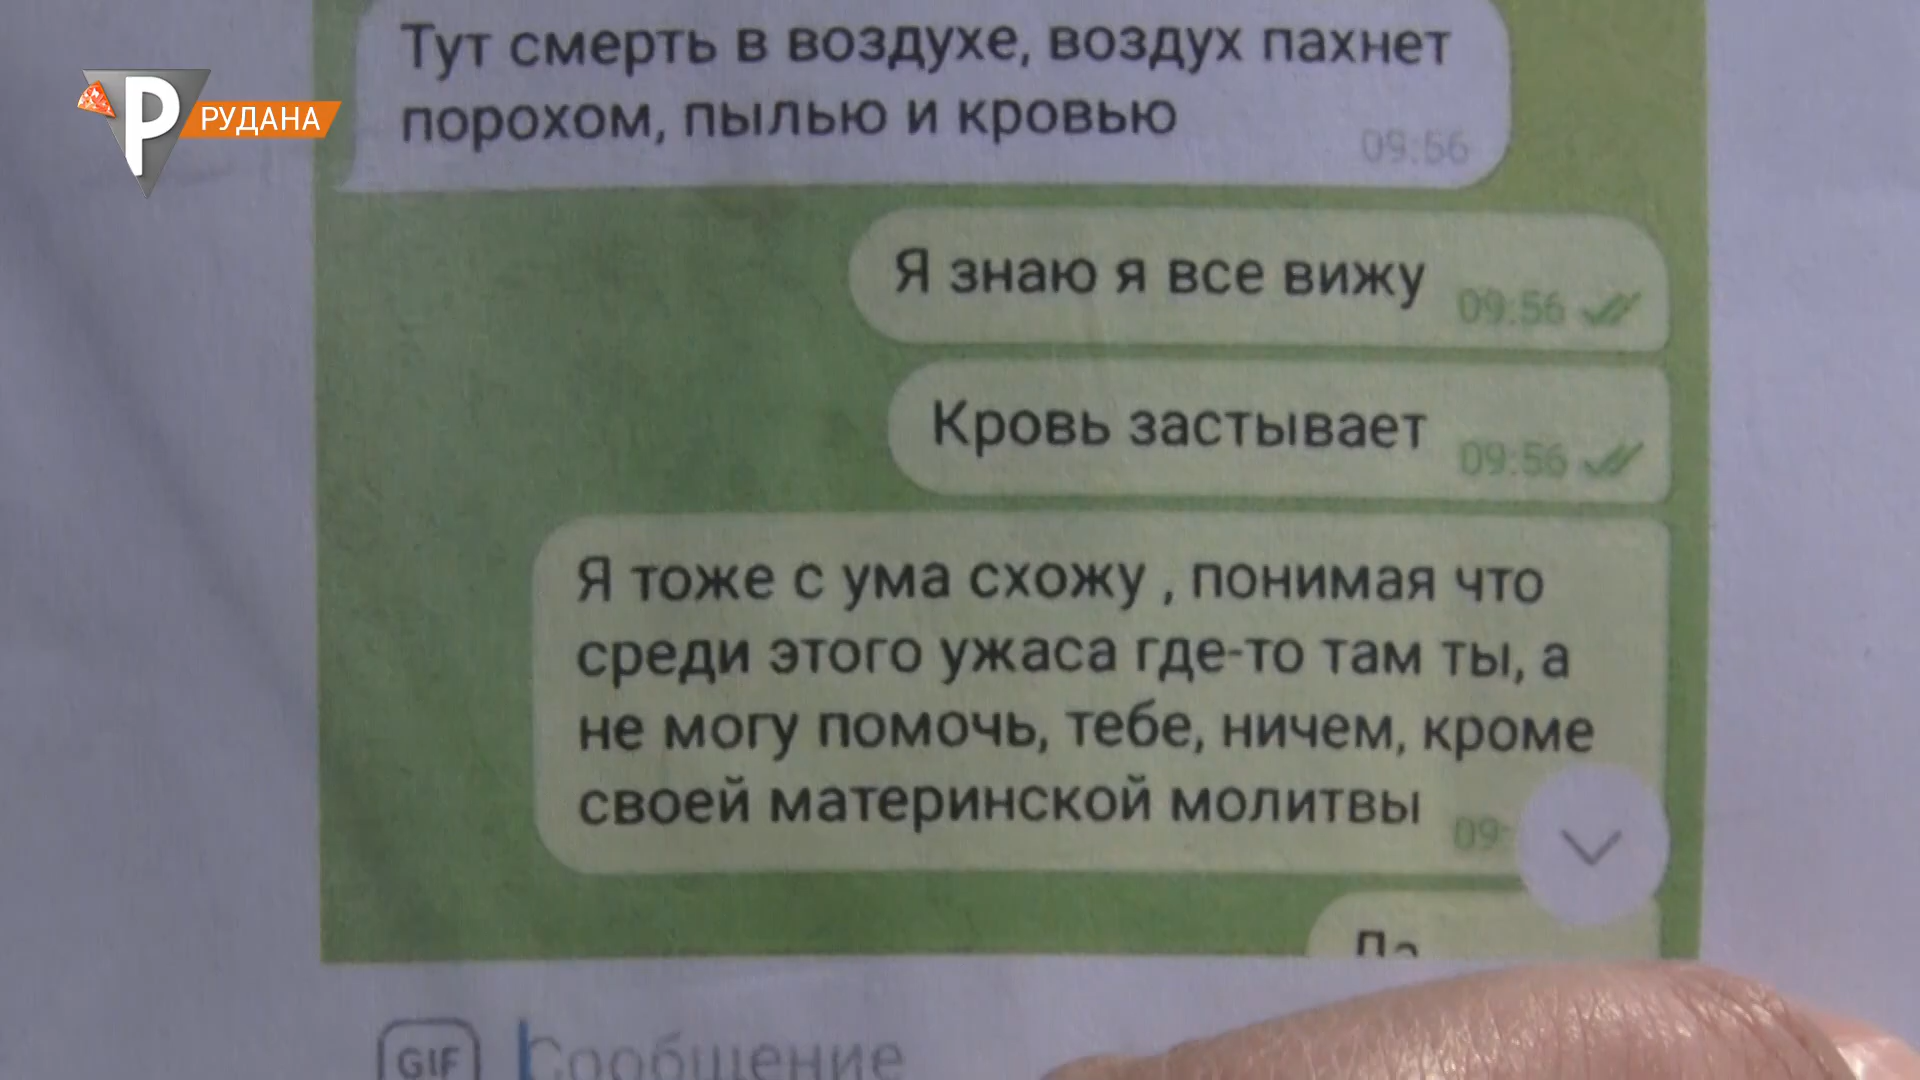 Тут смерть в воздухе, воздух пахнет
порохом, пылью и кровью
09:56
Р РУДАНА
Я знаю я все вижу
09:56
Кровь застывает
09:56
Я тоже с ума схожу , понимая что
среди этого ужаса где-то там ты, а
не могу помочь, тебе, ничем, кроме
своей материнской молитвы
09:
GIF Сообщение